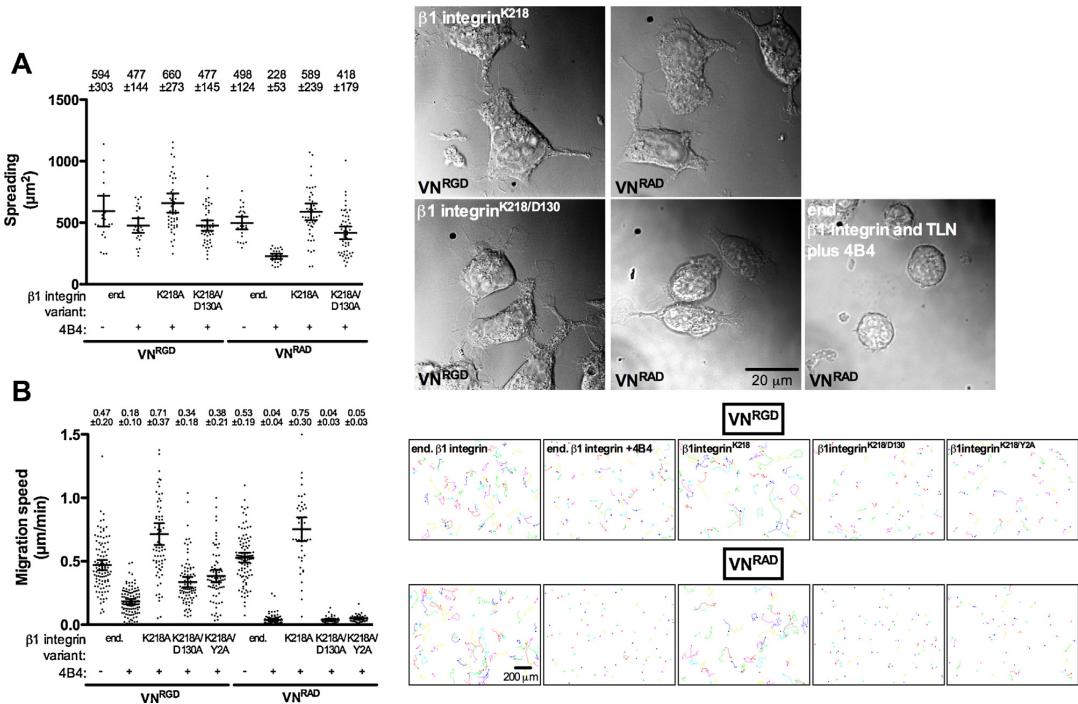 A
594 477 660 477 498 228 589 418
±303 ±144 ±273 ±145 ±124 ±53 ±239 ±179
1500
1000
500
0
Spreading
(µm²)
β1 integrin variant: end. K218A K218A/D130A end. K218A K218A/D130A
4B4: - + + + - + + +
VN^RGD VN^RAD
β1 integrin^K218
VN^RGD
VN^RAD
β1 integrin^K218/D130
VN^RGD
VN^RAD
20 µm
end.
β1 integrin and TLN
plus 4B4
VN^RAD
B
0.47 0.18 0.71 0.34 0.38 0.53 0.04 0.75 0.04 0.05
±0.20 ±0.10 ±0.37 ±0.18 ±0.21 ±0.19 ±0.04 ±0.30 ±0.03 ±0.03
1.5
1.0
0.5
0.0
Migration speed
(µm/min)
β1 integrin variant: end. K218A K218A/D130A K218A/Y2A end. K218A K218A/D130A K218A/Y2A
4B4: - + + + + - + + + +
VN^RGD VN^RAD
VN^RGD
end. β1 integrin
end. β1 integrin +4B4
β1integrin^K218
β1integrin^K218/D130
β1integrin^K218/Y2A
VN^RAD
200 µm